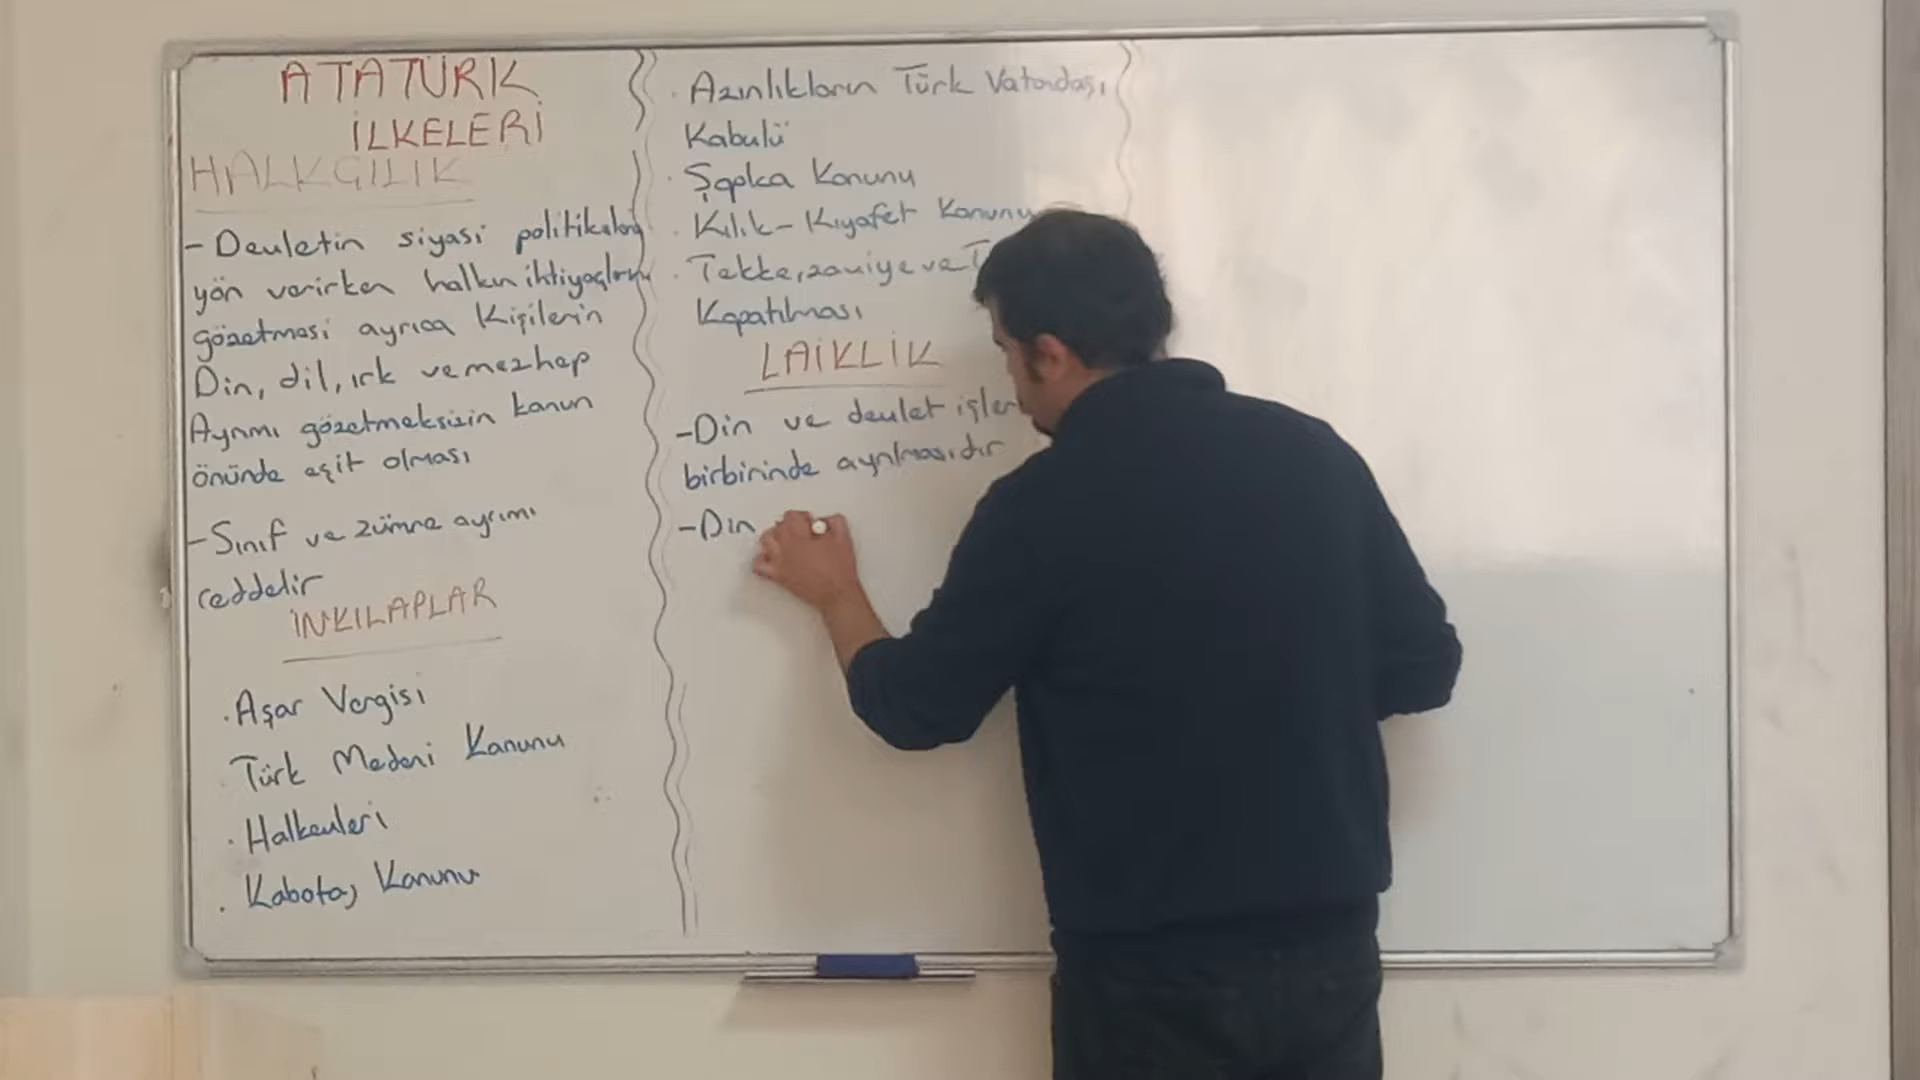 ATATÜRK
İLKELERİ
HALKÇILIK
- Devletin siyasi politikaları
yön verirken halkın ihtiyaçlarını
gözetmesi ayrıca Kişilerin
Din, dil, ırk ve mezhep
Ayrımı gözetmeksizin kanun
önünde eşit olması
- Sınıf ve zümre ayrımı
reddelir
İNKILAPLAR
. Aşar Vergisi
. Türk Medeni Kanunu
. Halkevleri
. Kabotaj Kanunu
. Azınlıkların Türk Vatandaşı
Kabulü
. Şapka Kanunu
. Kılık - Kıyafet Kanunu
. Tekke, zaviye ve
Kapatılması
LAİKLİK
- Din ve devlet işler
birbirinde ayrılmasıdır
- Din